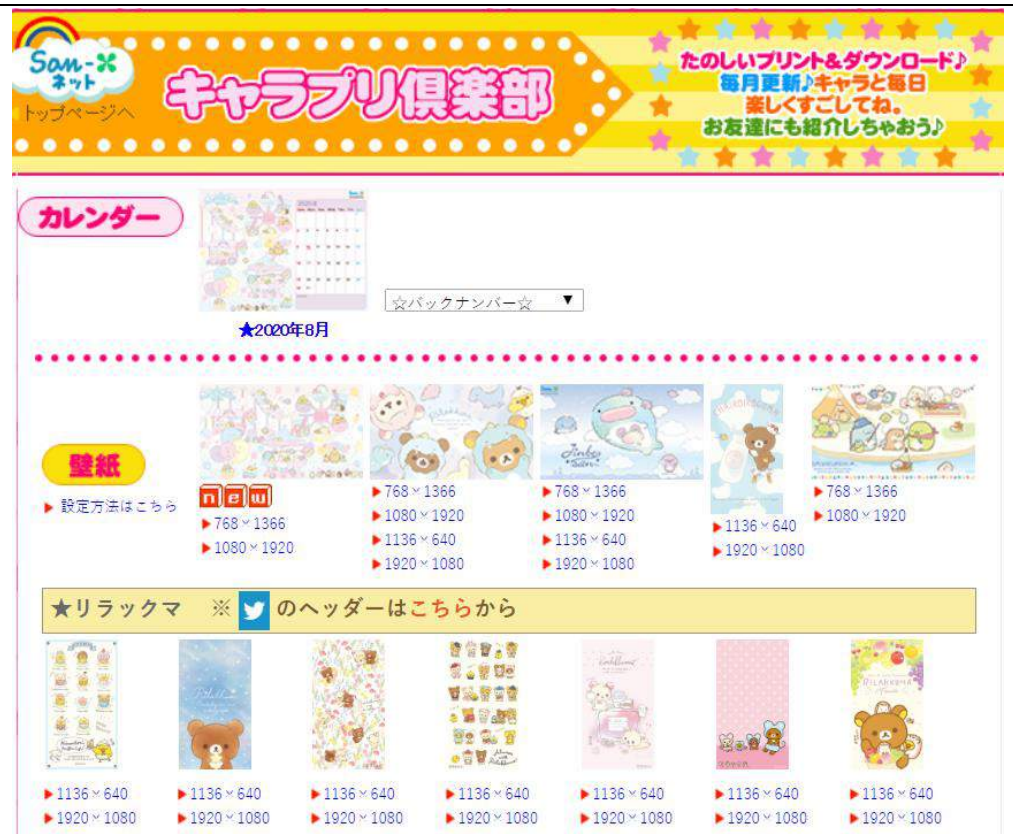 San-X
ネット
トップページへ
キャラプリ倶楽部
たのしいプリント&ダウンロード♪
毎月更新♪キャラと毎日
楽しくすごしてね。
お友達にも紹介しちゃおう♪
カレンダー
☆バックナンバー☆ ▼
★2020年8月
壁紙
▶ 設定方法はこちら
new
▶768×1366
▶1080×1920
▶768×1366
▶1080×1920
▶1136×640
▶1920×1080
Jinbesan
▶768×1366
▶1080×1920
▶1136×640
▶1920×1080
▶1136×640
▶1920×1080
▶768×1366
▶1080×1920
★リラックマ ※ のヘッダーはこちらから
Rilakkuma
RILAKKUMA
▶1136×640 ▶1136×640 ▶1136×640 ▶1136×640 ▶1136×640 ▶1136×640 ▶1136×640
▶1920×1080 ▶1920×1080 ▶1920×1080 ▶1920×1080 ▶1920×1080 ▶1920×1080 ▶1920×1080